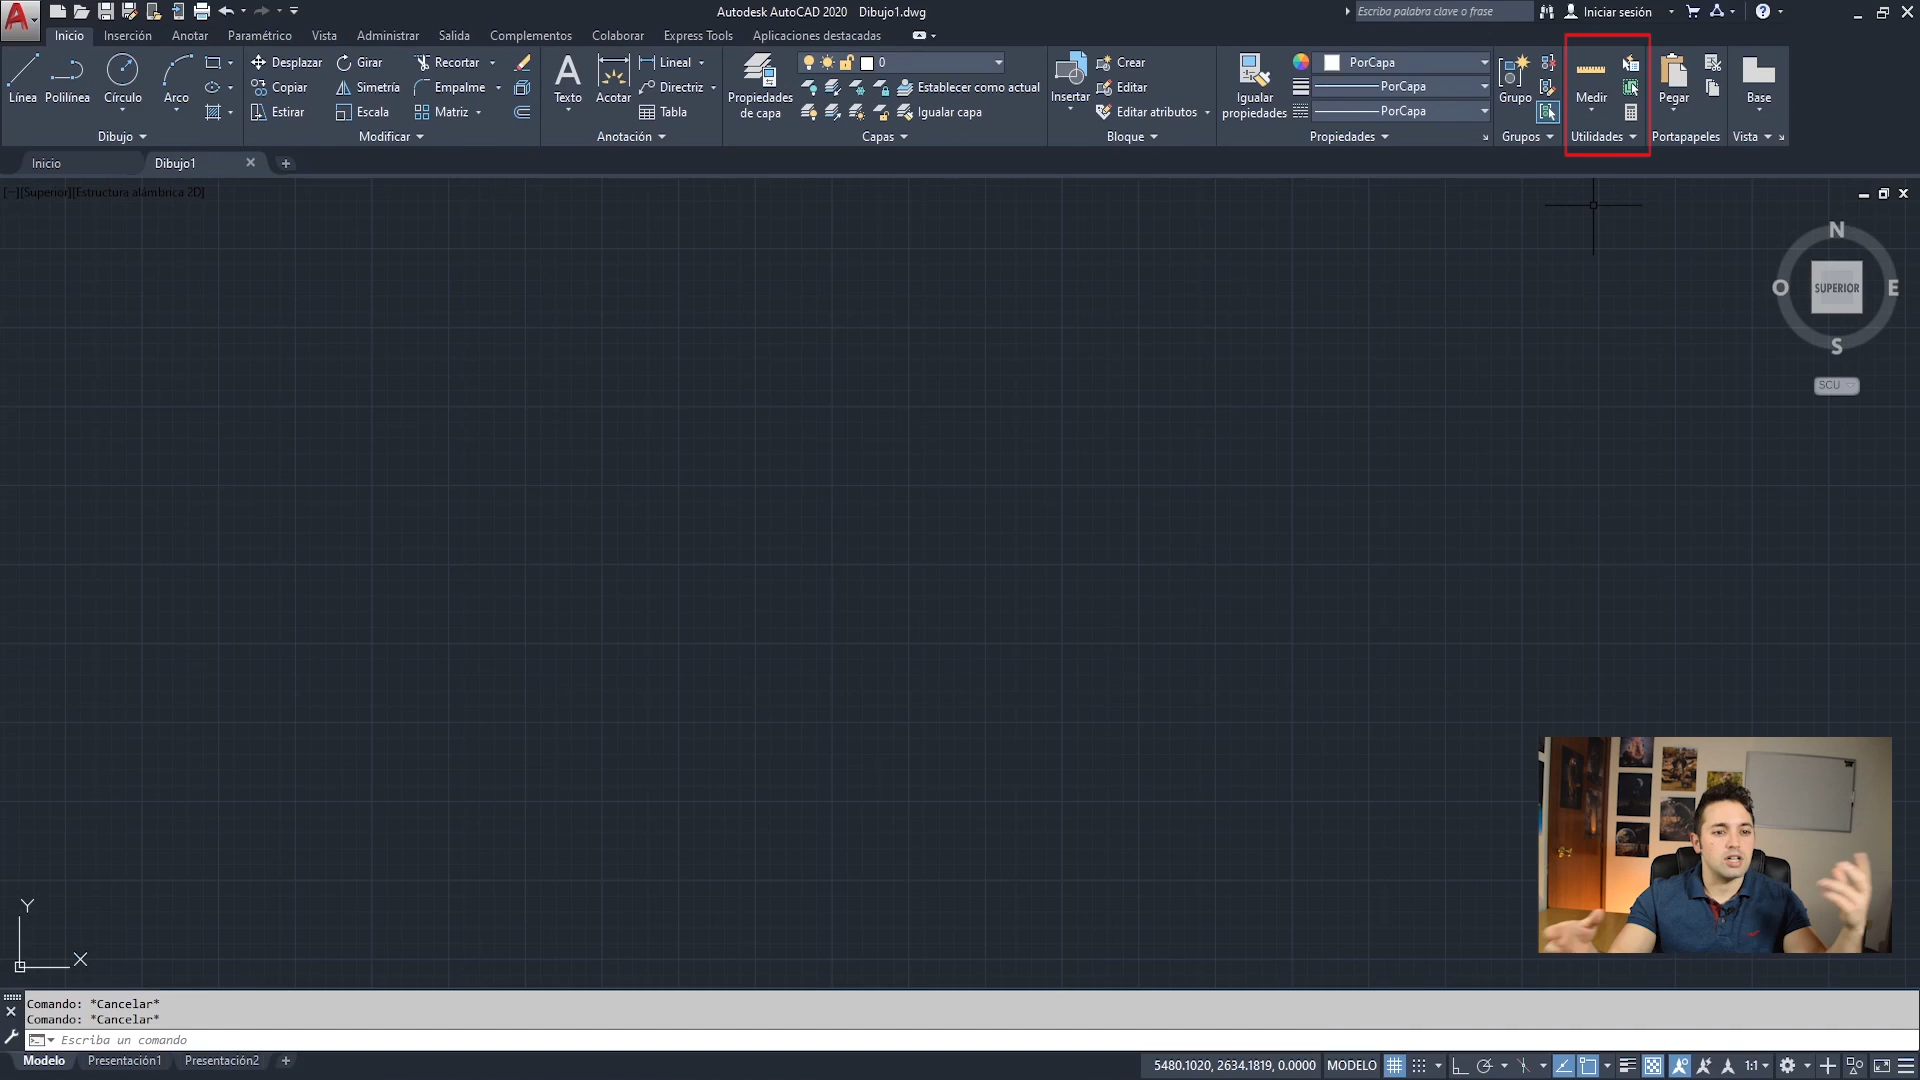 Autodesk AutoCAD 2020 Dibujo1.dwg
Escriba palabra clave o frase
Iniciar sesión
Inicio Inserción Anotar Paramétrico Vista Administrar Salida Complementos Colaborar Express Tools Aplicaciones destacadas
Línea Polilínea Círculo Arco
Dibujo
Desplazar Girar Recortar
Copiar Simetría Empalme
Estirar Escala Matriz
Modificar
Texto Acotar
Lineal
Directriz
Tabla
Anotación
Propiedades
de capa
0
Establecer como actual
Igualar capa
Capas
Insertar
Crear
Editar
Editar atributos
Bloque
Igualar
propiedades
PorCapa
PorCapa
PorCapa
Propiedades
Grupo
Grupos
Medir
Utilidades
Pegar
Portapapeles
Base
Vista
Inicio Dibujo1
[−][Superior][Estructura alámbrica 2D]
N
O SUPERIOR E
S
SCU
Y
X
Comando: *Cancelar*
Comando: *Cancelar*
Escriba un comando
Modelo Presentación1 Presentación2
5480.1020, 2634.1819, 0.0000 MODELO 1:1